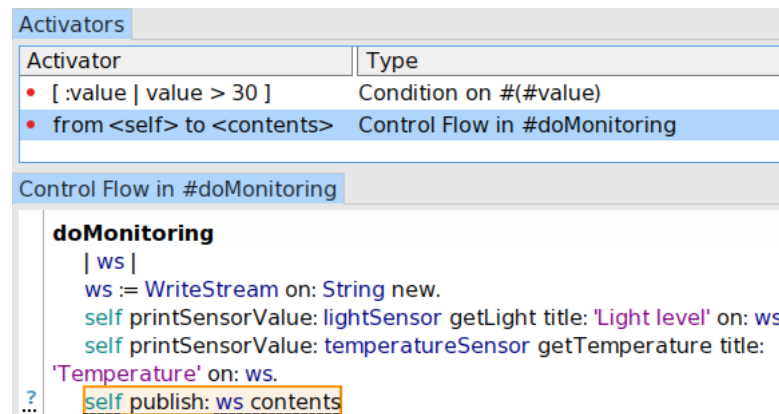 Activators
Activator Type
• [ :value | value > 30 ] Condition on #(#value)
• from <self> to <contents> Control Flow in #doMonitoring
Control Flow in #doMonitoring
doMonitoring
| ws |
ws := WriteStream on: String new.
self printSensorValue: lightSensor getLight title: 'Light level' on: ws
self printSensorValue: temperatureSensor getTemperature title:
'Temperature' on: ws.
? self publish: ws contents